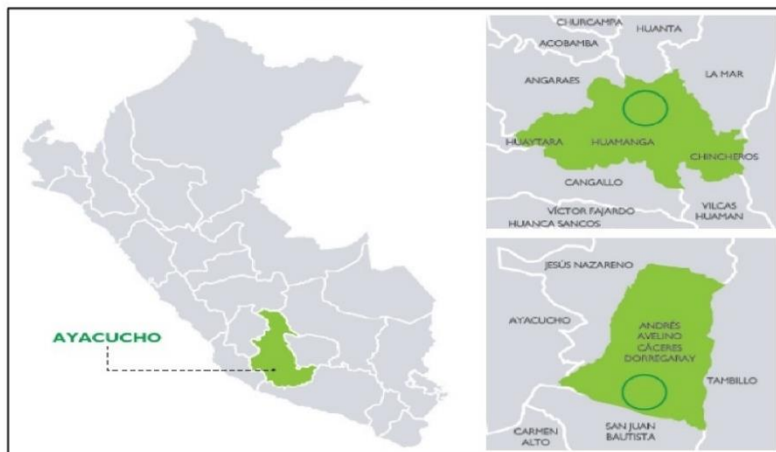 AYACUCHO
CHURCAMPA
HUANTA
ACOBAMBA
LA MAR
ANGARAES
HUAYTARA
HUAMANGA
CHINCHEROS
CANGALLO
VÍCTOR FAJARDO
VILCAS
HUAMAN
HUANCA SANCOS
JESÚS NAZARENO
AYACUCHO
ANDRÉS
AVELINO
CÁCERES
DORREGARAY
TAMBILLO
CARMEN
ALTO
SAN JUAN
BAUTISTA